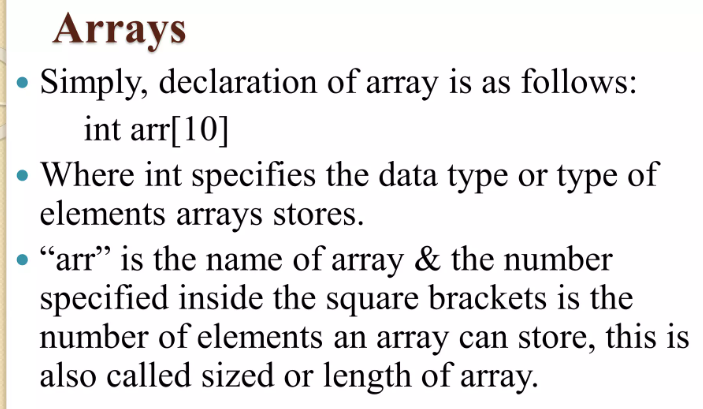 Arrays
Simply, declaration of array is as follows:
int arr[10]
Where int specifies the data type or type of
elements arrays stores.
“arr” is the name of array & the number
specified inside the square brackets is the
number of elements an array can store, this is
also called sized or length of array.